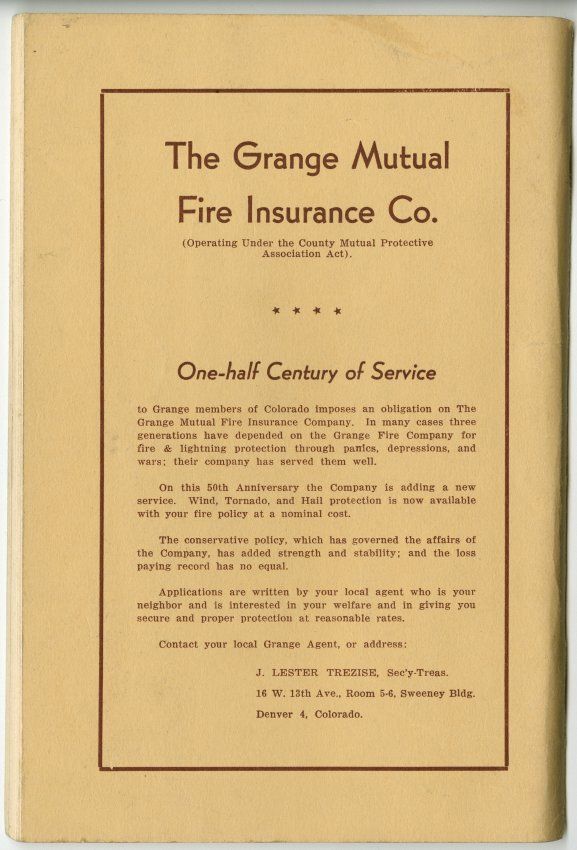 The Grange Mutual
Fire Insurance Co.
(Operating Under the County Mutual Protective
Association Act).
* * * *
One-half Century of Service
to Grange members of Colorado imposes an obligation on The
Grange Mutual Fire Insurance Company. In many cases three
generations have depended on the Grange Fire Company for
fire & lightning protection through panics, depressions, and
wars; their company has served them well.
On this 50th Anniversary the Company is adding a new
service. Wind, Tornado, and Hail protection is now available
with your fire policy at a nominal cost.
The conservative policy, which has governed the affairs of
the Company, has added strength and stability; and the loss
paying record has no equal.
Applications are written by your local agent who is your
neighbor and is interested in your welfare and in giving you
secure and proper protection at reasonable rates.
Contact your local Grange Agent, or address:
J. LESTER TREZISE, Sec'y-Treas.
16 W. 13th Ave., Room 5-6, Sweeney Bldg.
Denver 4, Colorado.